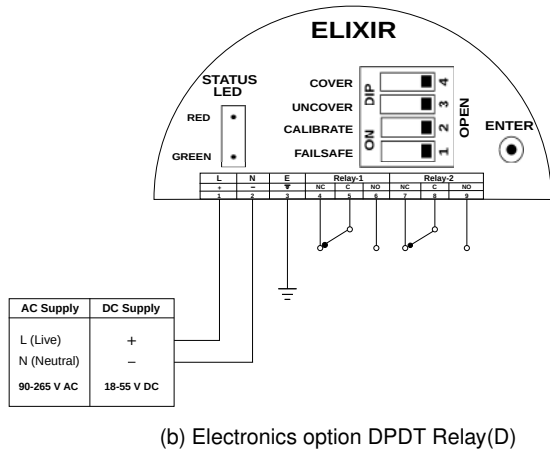 ELIXIR
STATUS
LED
RED
GREEN
COVER
UNCOVER
CALIBRATE
FAILSAFE
DIP
ON
4
3
2
1
OPEN
ENTER
L N E Relay-1 Relay-2
+ − NC C NO NC C NO
1 2 3 4 5 6 7 8 9
AC Supply DC Supply
L (Live) +
N (Neutral) −
90-265 V AC 18-55 V DC
(b) Electronics option DPDT Relay(D)